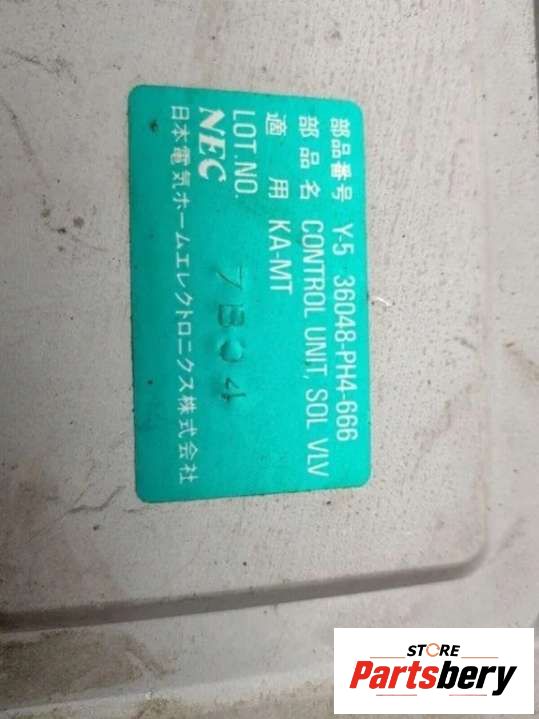 部品番号 Y-5 36048-PH4-666
部品名 CONTROL UNIT, SOL VLV
適用 KA-MT
LOT.NO. 7B04
NEC
日本電気ホームエレクトロニクス株式会社
STORE
Partsbery